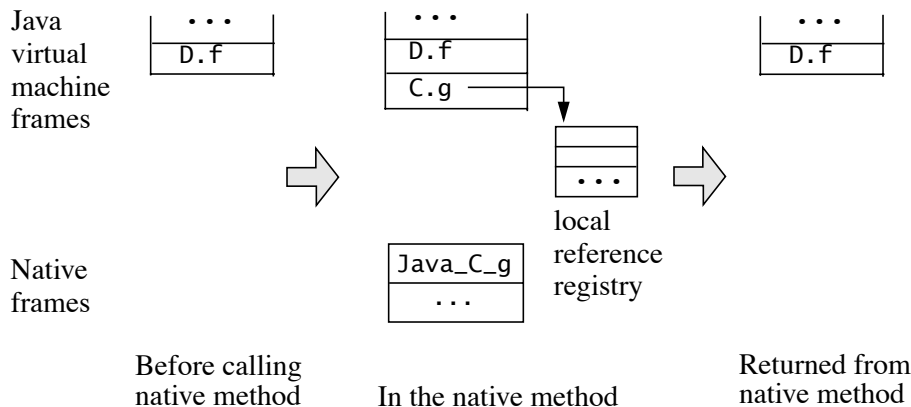 Java
virtual
machine
frames
...
D.f
...
D.f
C.g
...
local
reference
registry
...
D.f
Native
frames
Java_C_g
...
Before calling
native method
In the native method
Returned from
native method